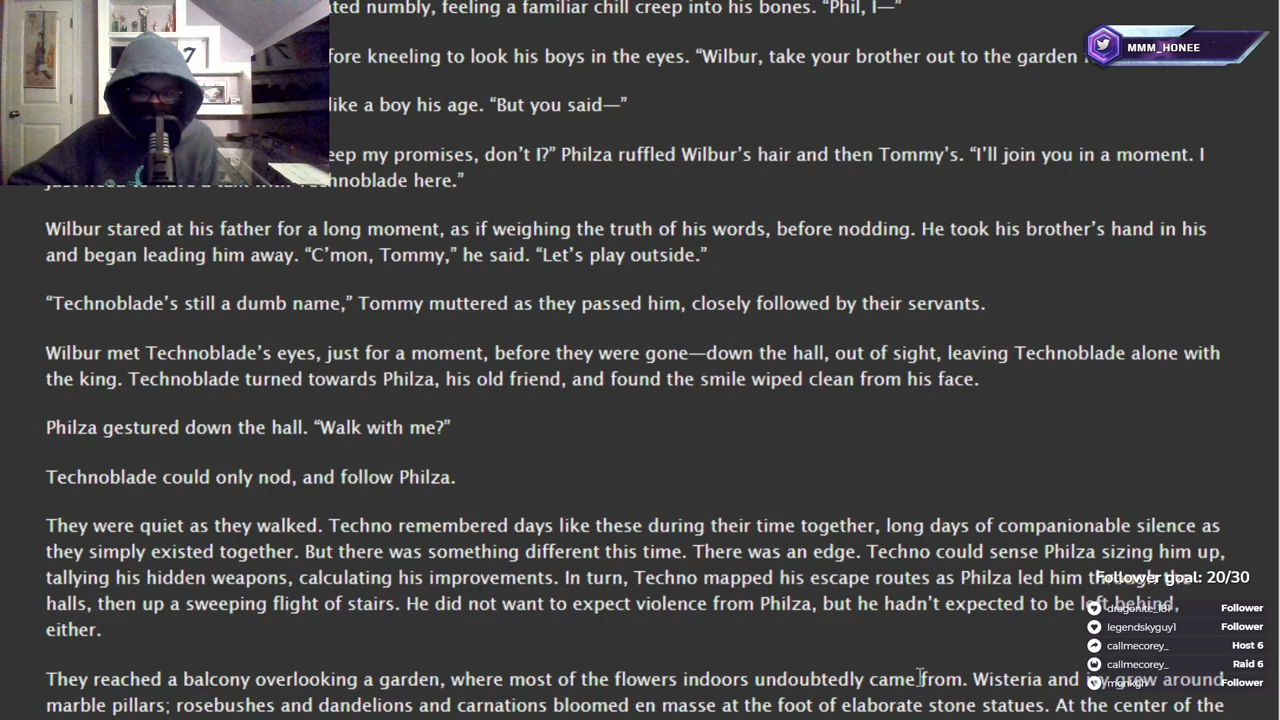 ated numbly, feeling a familiar chill creep into his bones. “Phil, I—”
MMM_HONEE
fore kneeling to look his boys in the eyes. “Wilbur, take your brother out to the garden
like a boy his age. “But you said—”
eep my promises, don’t I?” Philza ruffled Wilbur’s hair and then Tommy’s. “I’ll join you in a moment. I
just need to have a talk with Technoblade here.”
Wilbur stared at his father for a long moment, as if weighing the truth of his words, before nodding. He took his brother’s hand in his
and began leading him away. “C’mon, Tommy,” he said. “Let’s play outside.”
“Technoblade’s still a dumb name,” Tommy muttered as they passed him, closely followed by their servants.
Wilbur met Technoblade’s eyes, just for a moment, before they were gone—down the hall, out of sight, leaving Technoblade alone with
the king. Technoblade turned towards Philza, his old friend, and found the smile wiped clean from his face.
Philza gestured down the hall. “Walk with me?”
Technoblade could only nod, and follow Philza.
They were quiet as they walked. Techno remembered days like these during their time together, long days of companionable silence as
they simply existed together. But there was something different this time. There was an edge. Techno could sense Philza sizing him up,
tallying his hidden weapons, calculating his improvements. In turn, Techno mapped his escape routes as Philza led him through the
Follower goal: 20/30
halls, then up a sweeping flight of stairs. He did not want to expect violence from Philza, but he hadn’t expected to be left behind,
either.
dragonite_181 Follower
legendskyguy1 Follower
callmecorey_ Host 6
callmecorey_ Raid 6
Follower
They reached a balcony overlooking a garden, where most of the flowers indoors undoubtedly came from. Wisteria and ivy grew around
marble pillars; rosebushes and dandelions and carnations bloomed en masse at the foot of elaborate stone statues. At the center of the